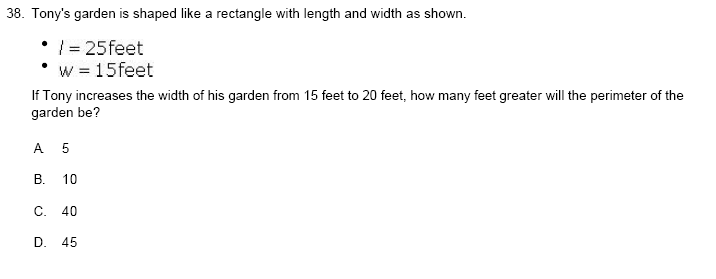 38. Tony's garden is shaped like a rectangle with length and width as shown.
• l = 25feet
• w = 15feet
If Tony increases the width of his garden from 15 feet to 20 feet, how many feet greater will the perimeter of the
garden be?
A 5
B. 10
C. 40
D. 45